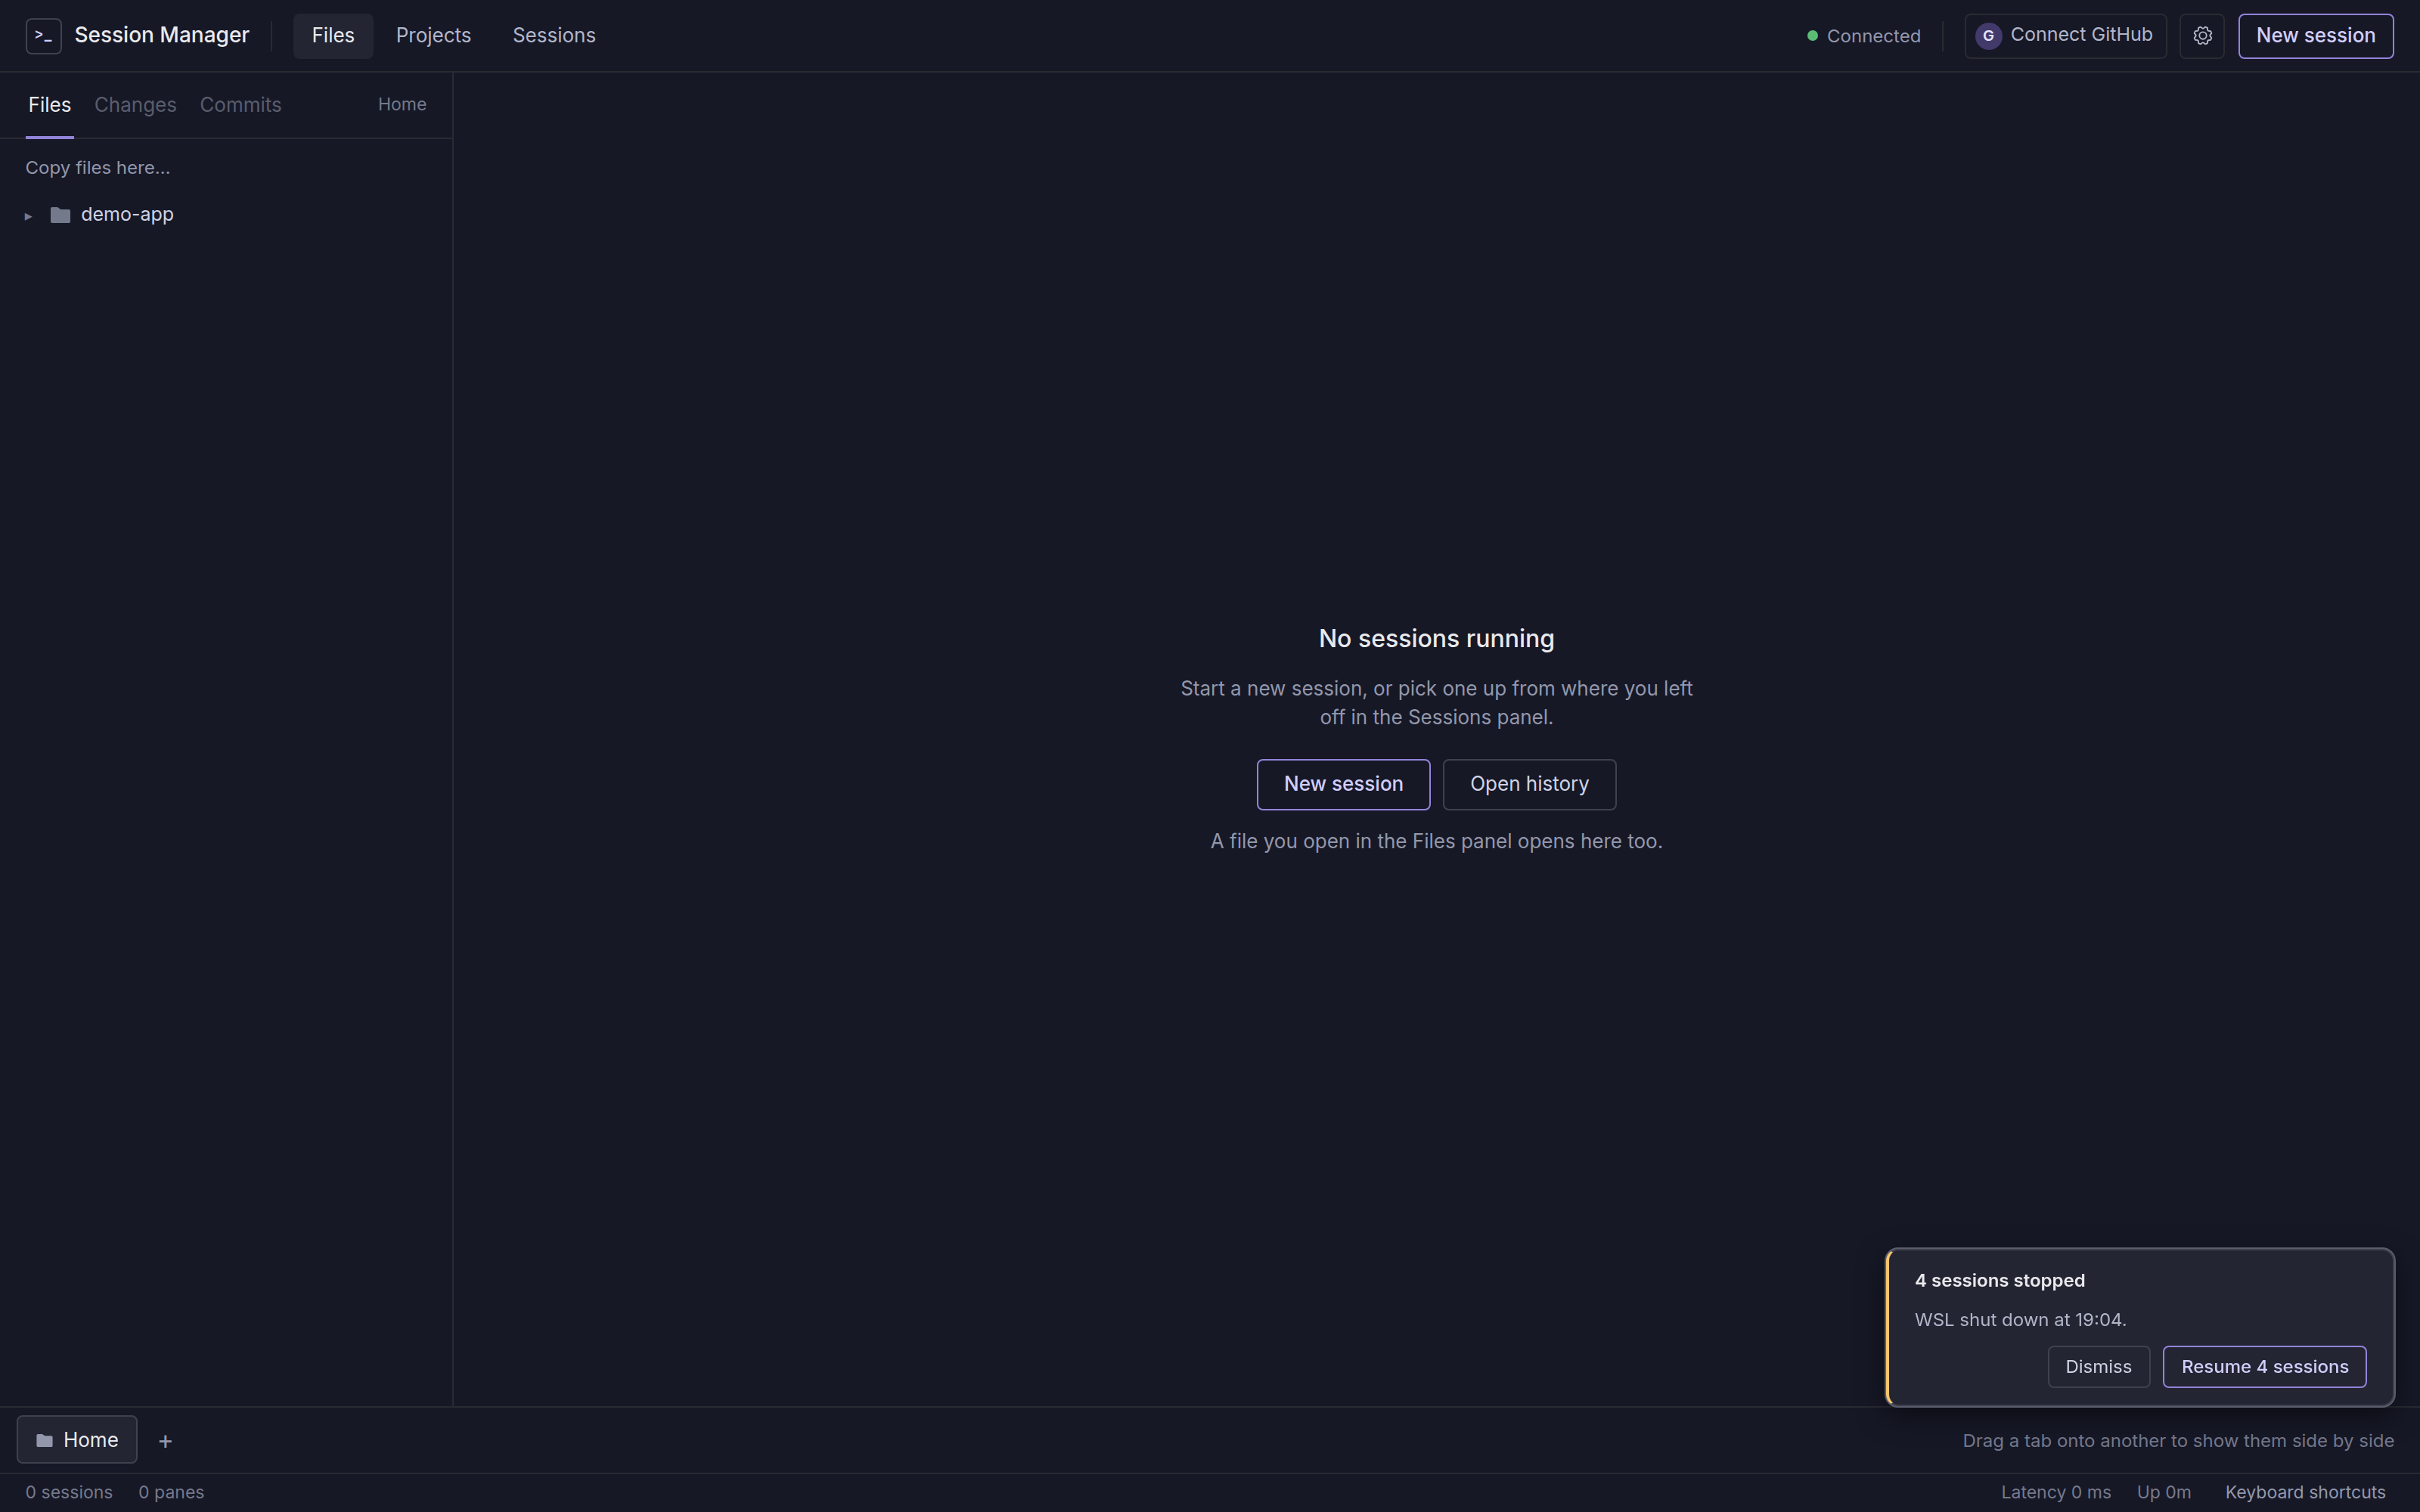 >_ Session Manager
Files
Projects
Sessions
Connected
G Connect GitHub
New session
Files
Changes
Commits
Home
Copy files here...
demo-app
No sessions running
Start a new session, or pick one up from where you left
off in the Sessions panel.
New session
Open history
A file you open in the Files panel opens here too.
4 sessions stopped
WSL shut down at 19:04.
Dismiss
Resume 4 sessions
Home
+
Drag a tab onto another to show them side by side
0 sessions
0 panes
Latency 0 ms
Up 0m
Keyboard shortcuts